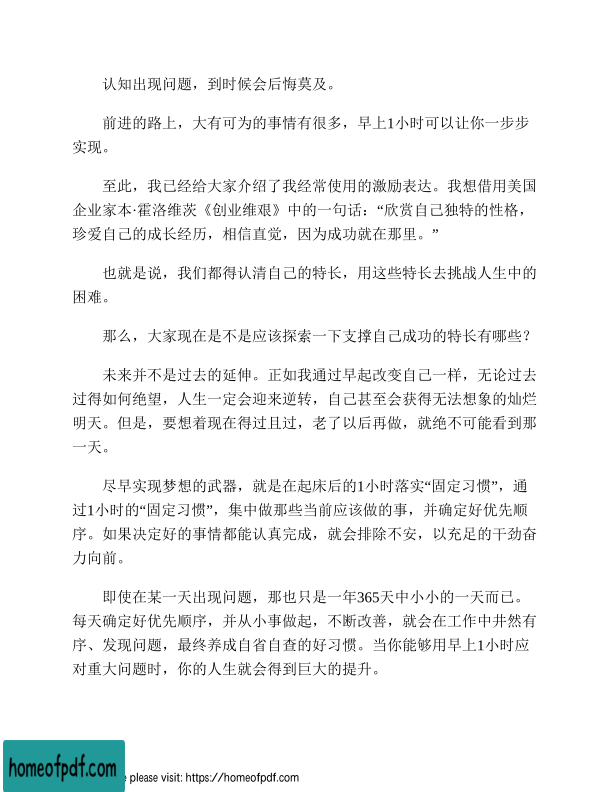 认知出现问题，到时候会后悔莫及。
前进的路上，大有可为的事情有很多，早上1小时可以让你一步步
实现。
至此，我已经给大家介绍了我经常使用的激励表达。我想借用美国
企业家本·霍洛维茨《创业维艰》中的一句话：“欣赏自己独特的性格，
珍爱自己的成长经历，相信直觉，因为成功就在那里。”
也就是说，我们都得认清自己的特长，用这些特长去挑战人生中的
困难。
那么，大家现在是不是应该探索一下支撑自己成功的特长有哪些？
未来并不是过去的延伸。正如我通过早起改变自己一样，无论过去
过得如何绝望，人生一定会迎来逆转，自己甚至会获得无法想象的灿烂
明天。但是，要想着现在得过且过，老了以后再做，就绝不可能看到那
一天。
尽早实现梦想的武器，就是在起床后的1小时落实“固定习惯”，通
过1小时的“固定习惯”，集中做那些当前应该做的事，并确定好优先顺
序。如果决定好的事情都能认真完成，就会排除不安，以充足的干劲奋
力向前。
即使在某一天出现问题，那也只是一年365天中小小的一天而已。
每天确定好优先顺序，并从小事做起，不断改善，就会在工作中井然有
序、发现问题，最终养成自省自查的好习惯。当你能够用早上1小时应
对重大问题时，你的人生就会得到巨大的提升。
homeofpdf.com
e please visit: https://homeofpdf.com